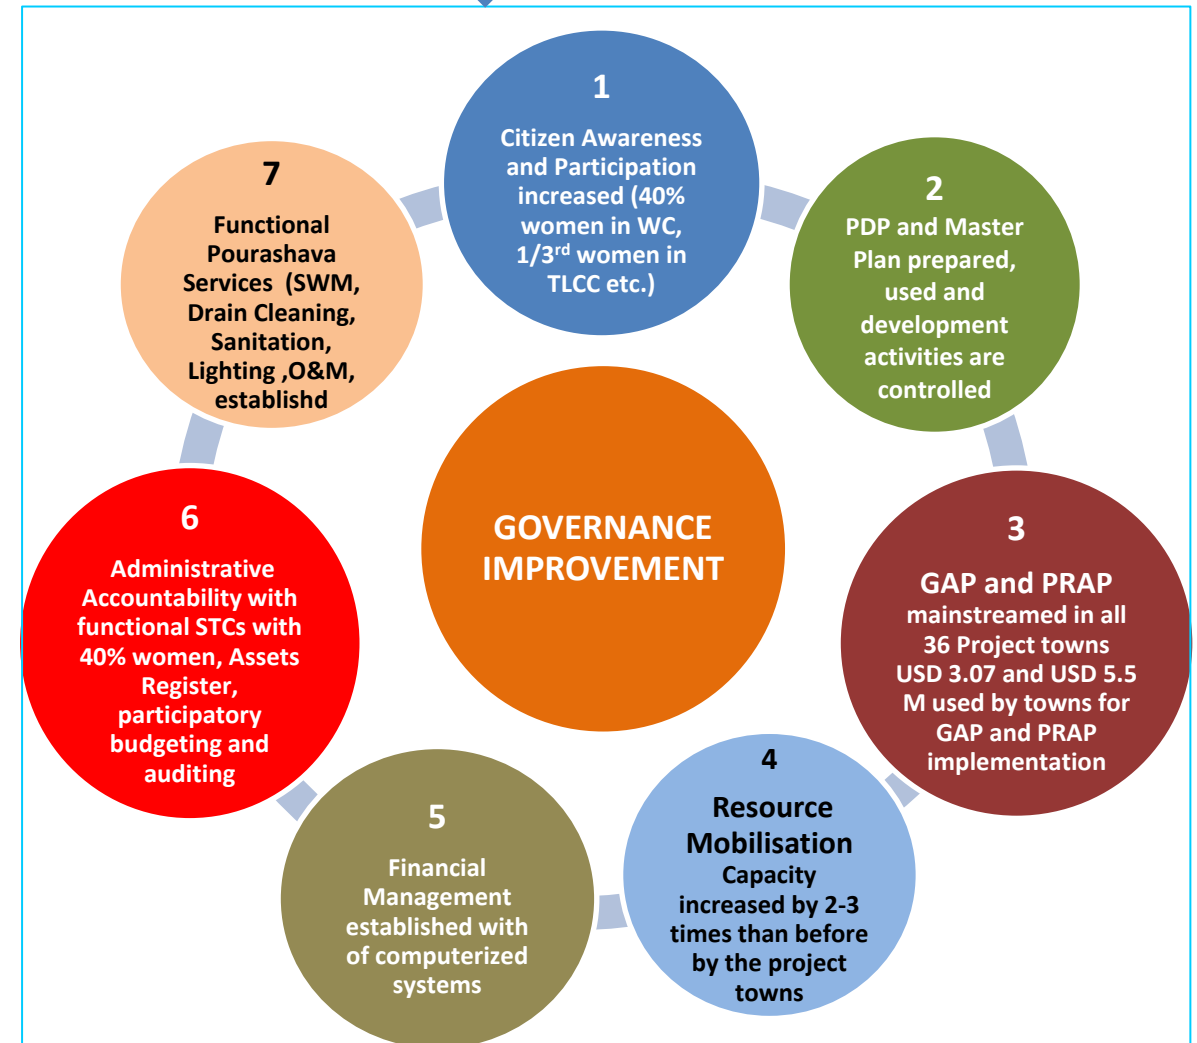 1
Citizen Awareness
and Participation
increased (40%
women in WC,
1/3rd women in
TLCC etc.)
2
PDP and Master
Plan prepared,
used and
development
activities are
controlled
3
GAP and PRAP
mainstreamed in all
36 Project towns
USD 3.07 and USD 5.5
M used by towns for
GAP and PRAP
implementation
4
Resource
Mobilisation
Capacity
increased by 2-3
times than before
by the project
towns
5
Financial
Management
established with
of computerized
systems
6
Administrative
Accountability with
functional STCs with
40% women, Assets
Register,
participatory
budgeting and
auditing
7
Functional
Pourashava
Services (SWM,
Drain Cleaning,
Sanitation,
Lighting ,O&M,
establishd
GOVERNANCE
IMPROVEMENT